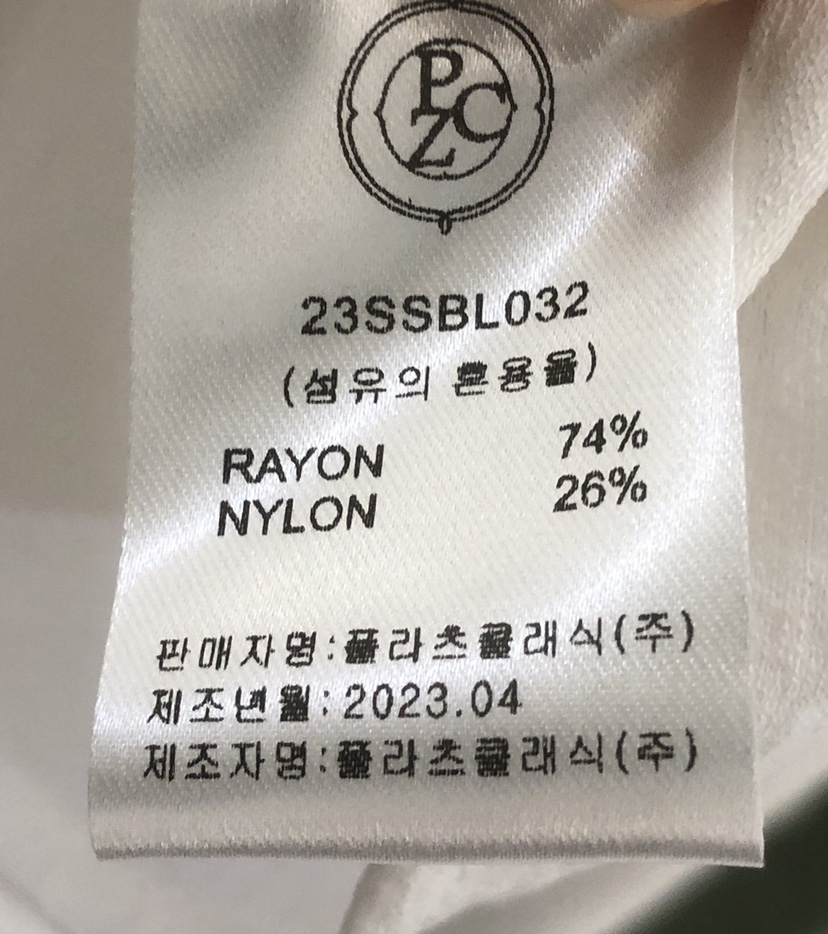 PZC
23SSBL032
(섬유의 혼용율)
RAYON 74%
NYLON 26%
판매자명:플라츠클래식(주)
제조년월:2023.04
제조자명:플라츠클래식(주)